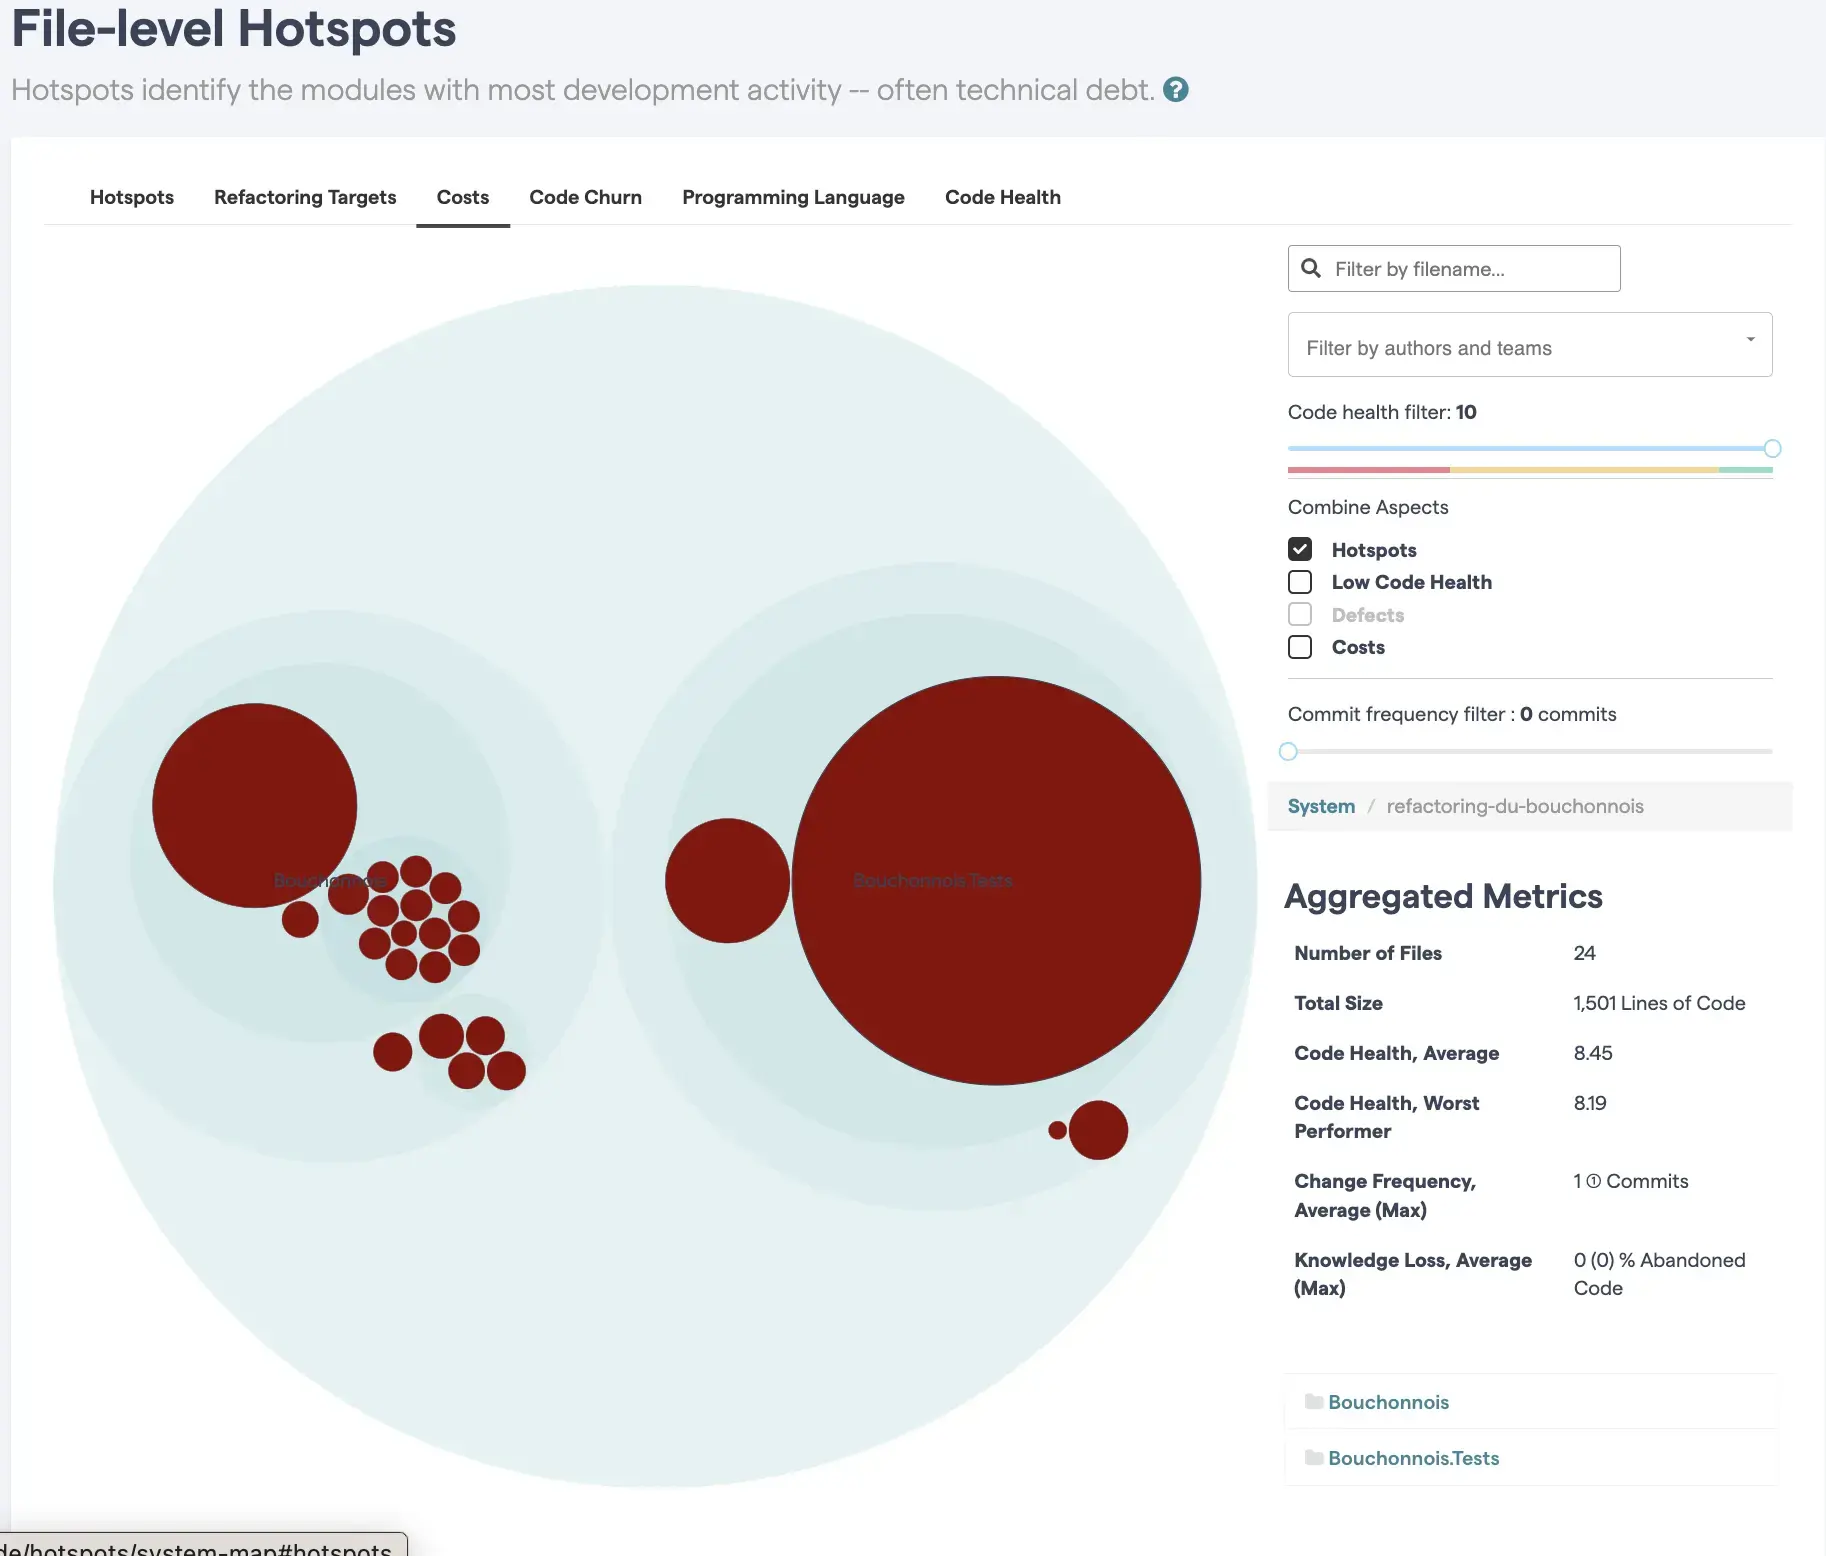 File-level Hotspots
Hotspots identify the modules with most development activity -- often technical debt. ?
Hotspots Refactoring Targets Costs Code Churn Programming Language Code Health
Filter by filename...
Filter by authors and teams
Code health filter: 10
Combine Aspects
Hotspots
Low Code Health
Defects
Costs
Commit frequency filter : 0 commits
System / refactoring-du-bouchonnois
Bouchonnois
Bouchonnois.Tests
Aggregated Metrics
Number of Files 24
Total Size 1,501 Lines of Code
Code Health, Average 8.45
Code Health, Worst 8.19
Performer
Change Frequency, 1 ① Commits
Average (Max)
Knowledge Loss, Average 0 (0) % Abandoned
(Max) Code
Bouchonnois
Bouchonnois.Tests
de/hotspots/system-map#hotspots